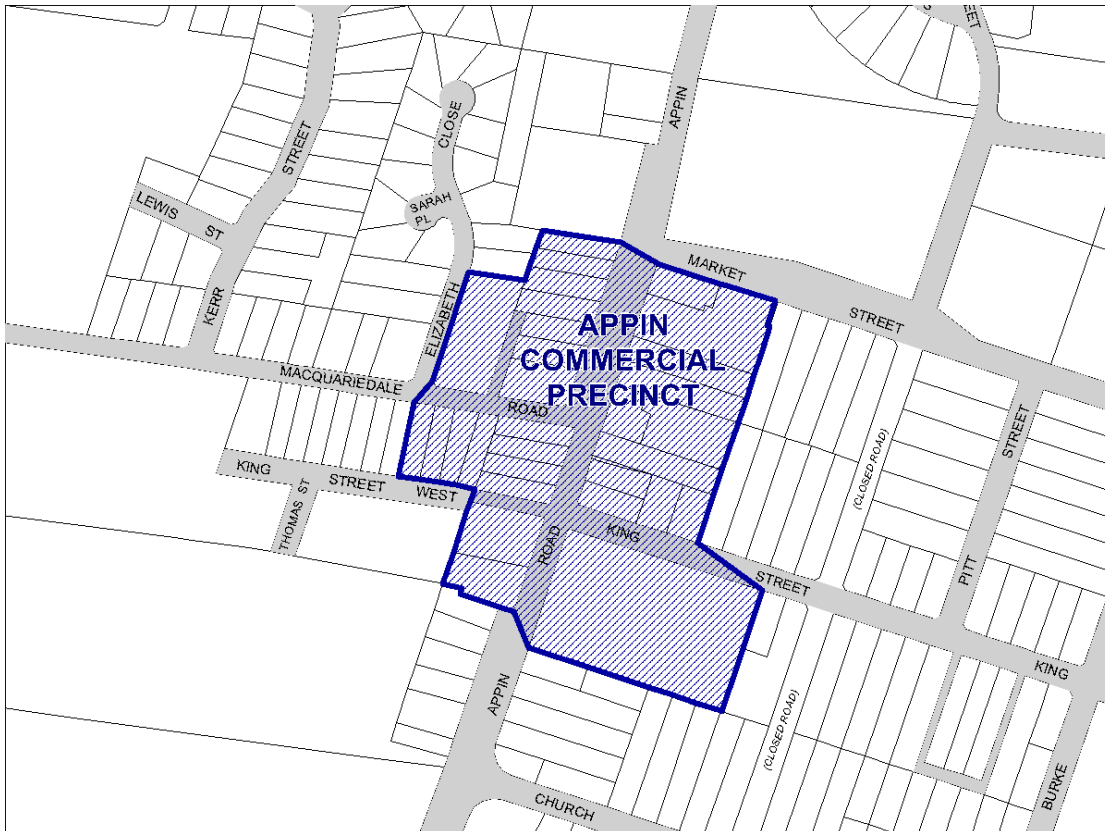 STREET
APPIN
CLOSE
STREET
SARAH
PL
LEWIS
ST
MARKET
STREET
KERR
ELIZABETH
APPIN
COMMERCIAL
PRECINCT
MACQUARIEDALE
ROAD
STREET
(CLOSED ROAD)
KING
STREET
WEST
THOMAS ST
KING
STREET
ROAD
PITT
KING
APPIN
(CLOSED ROAD)
BURKE
CHURCH